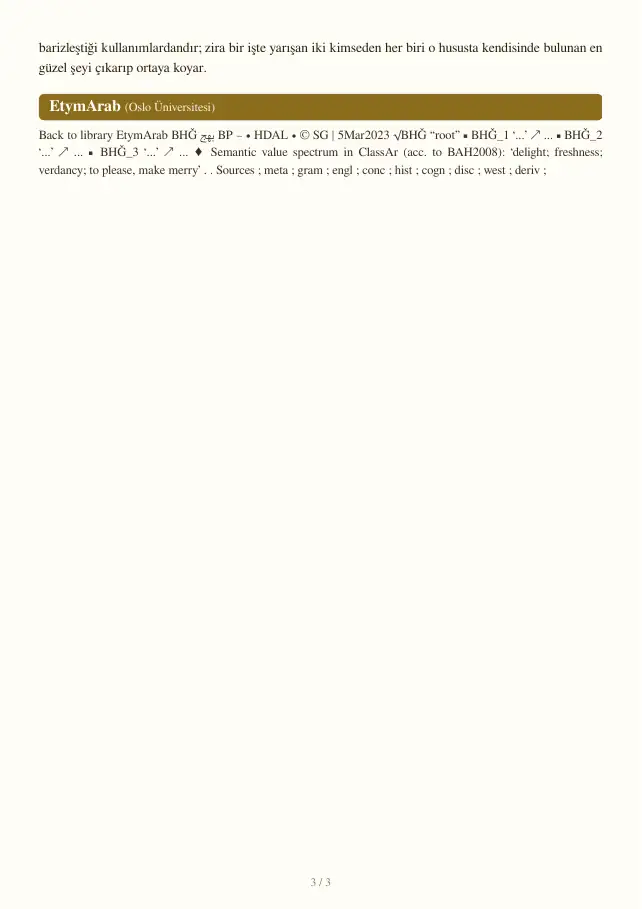 barizleştiği kullanımlardandır; zira bir işte yarışan iki kimseden her biri o hususta kendisinde bulunan en
güzel şeyi çıkarıp ortaya koyar.
EtymArab (Oslo Üniversitesi)
Back to library EtymArab BHĞ بهج BP – • HDAL • © SG | 5Mar2023 √BHĞ “root” ▪ BHĞ_1 ‘...’ ↗ ... ▪ BHĞ_2
‘...’ ↗ ... ▪ BHĞ_3 ‘...’ ↗ ... ♦ Semantic value spectrum in ClassAr (acc. to BAH2008): ‘delight; freshness;
verdancy; to please, make merry’ . . Sources ; meta ; gram ; engl ; conc ; hist ; cogn ; disc ; west ; deriv ;
3 / 3